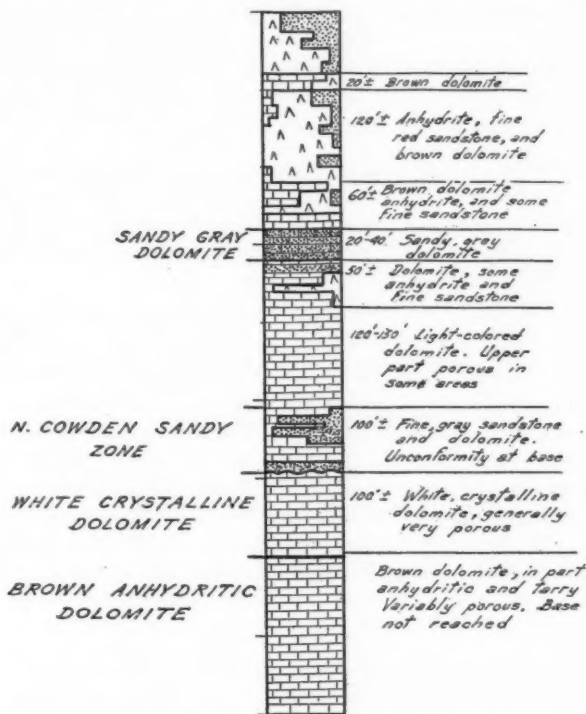 20'± Brown dolomite
120'± Anhydrite, fine
red sandstone, and
brown dolomite
60'± Brown dolomite
anhydrite, and some
fine sandstone
SANDY GRAY
DOLOMITE
20'-40' Sandy, gray
dolomite
50'± Dolomite, some
anhydrite and
fine sandstone
120'-130' Light-colored
dolomite. Upper
part porous in
some areas
N. COWDEN SANDY
ZONE
100'± Fine, gray sandstone
and dolomite.
Unconformity at base
WHITE CRYSTALLINE
DOLOMITE
100'± White, crystalline
dolomite, generally
very porous
BROWN ANHYDRITIC
DOLOMITE
Brown dolomite, in part
anhydritic and tarry
Variably porous. Base
not reached